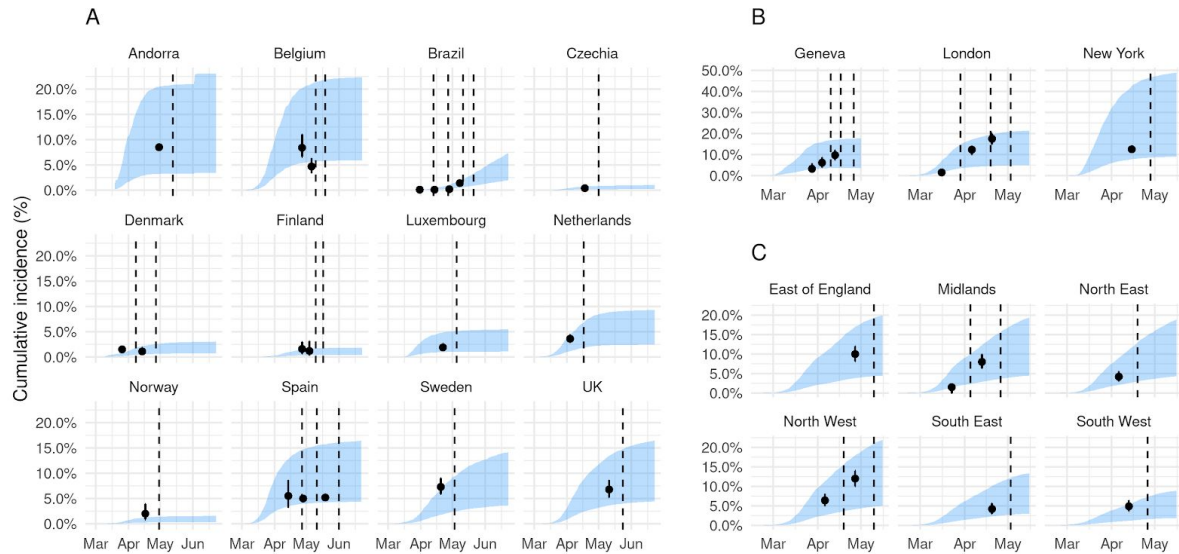 A
Andorra Belgium Brazil Czechia
20.0%
15.0%
10.0%
5.0%
0.0%
Denmark Finland Luxembourg Netherlands
20.0%
15.0%
10.0%
5.0%
0.0%
Norway Spain Sweden UK
20.0%
15.0%
10.0%
5.0%
0.0%
Mar Apr May Jun Mar Apr May Jun Mar Apr May Jun Mar Apr May Jun
Cumulative incidence (%)
B
Geneva London New York
50.0%
40.0%
30.0%
20.0%
10.0%
0.0%
Mar Apr May Mar Apr May Mar Apr May
C
East of England Midlands North East
20.0%
15.0%
10.0%
5.0%
0.0%
North West South East South West
20.0%
15.0%
10.0%
5.0%
0.0%
Mar Apr May Mar Apr May Mar Apr May